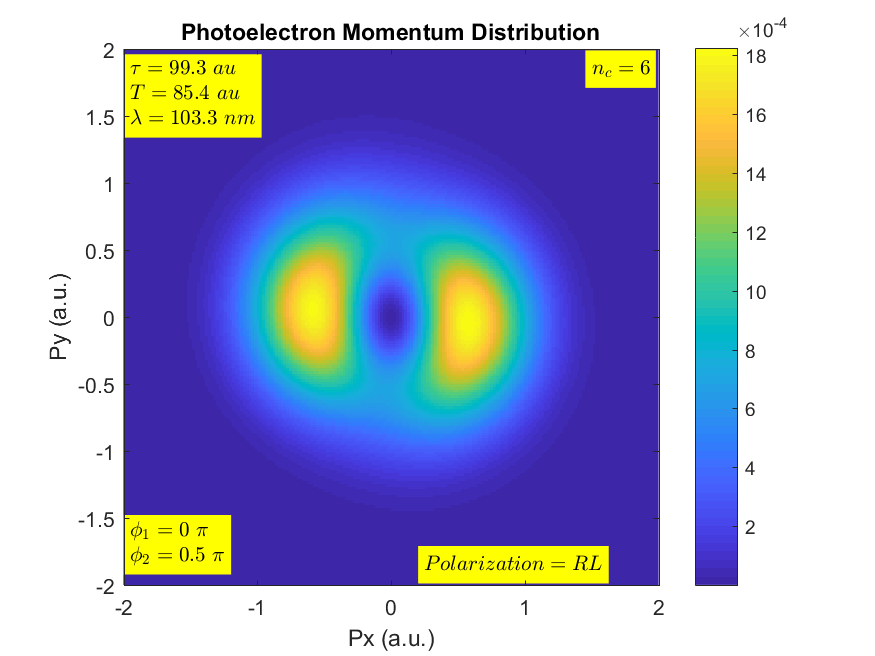 Photoelectron Momentum Distribution
×10⁻⁴
τ = 99.3 au
T = 85.4 au
λ = 103.3 nm
n_c = 6
2
1.5
1
0.5
0
-0.5
-1
-1.5
-2
Py (a.u.)
ϕ₁ = 0 π
ϕ₂ = 0.5 π
Polarization = RL
-2 -1 0 1 2
Px (a.u.)
18
16
14
12
10
8
6
4
2